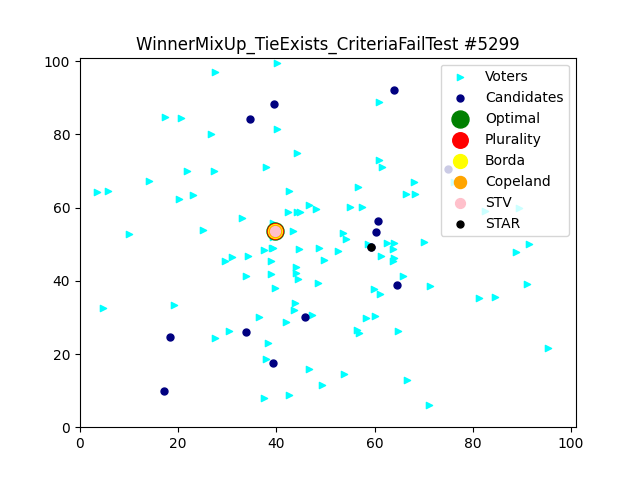 WinnerMixUp_TieExists_CriteriaFailTest #5299
100
80
60
40
20
0
0
20
40
60
80
100
Voters
Candidates
Optimal
Plurality
Borda
Copeland
STV
STAR